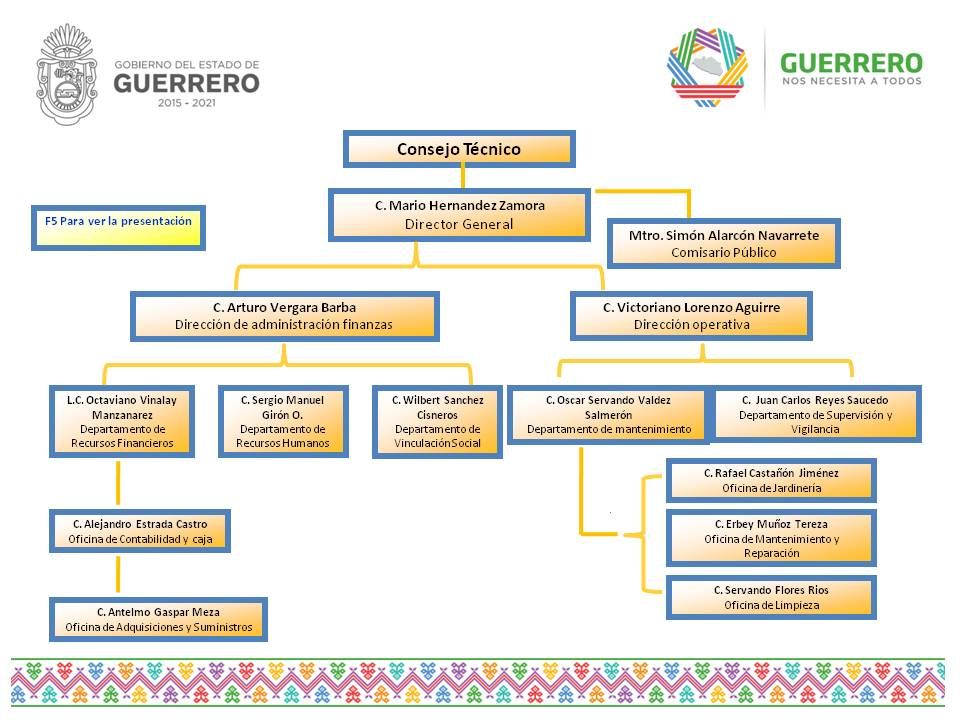 GOBIERNO DEL ESTADO DE
GUERRERO
2015 - 2021
GUERRERO
NOS NECESITA A TODOS
Consejo Técnico
C. Mario Hernandez Zamora
Director General
F5 Para ver la presentación
Mtro. Simón Alarcón Navarrete
Comisario Público
C. Arturo Vergara Barba
Dirección de administración finanzas
C. Victoriano Lorenzo Aguirre
Dirección operativa
L.C. Octaviano Vinalay
Manzanarez
Departamento de
Recursos Financieros
C. Sergio Manuel
Girón O.
Departamento de
Recursos Humanos
C. Wilbert Sanchez
Cisneros
Departamento de
Vinculación Social
C. Oscar Servando Valdez
Salmerón
Departamento de mantenimiento
C. Juan Carlos Reyes Saucedo
Departamento de Supervisión y
Vigilancia
C. Rafael Castañón Jiménez
Oficina de Jardinería
C. Alejandro Estrada Castro
Oficina de Contabilidad y caja
C. Erbey Muñoz Tereza
Oficina de Mantenimiento y
Reparación
C. Servando Flores Rios
Oficina de Limpieza
C. Antelmo Gaspar Meza
Oficina de Adquisiciones y Suministros